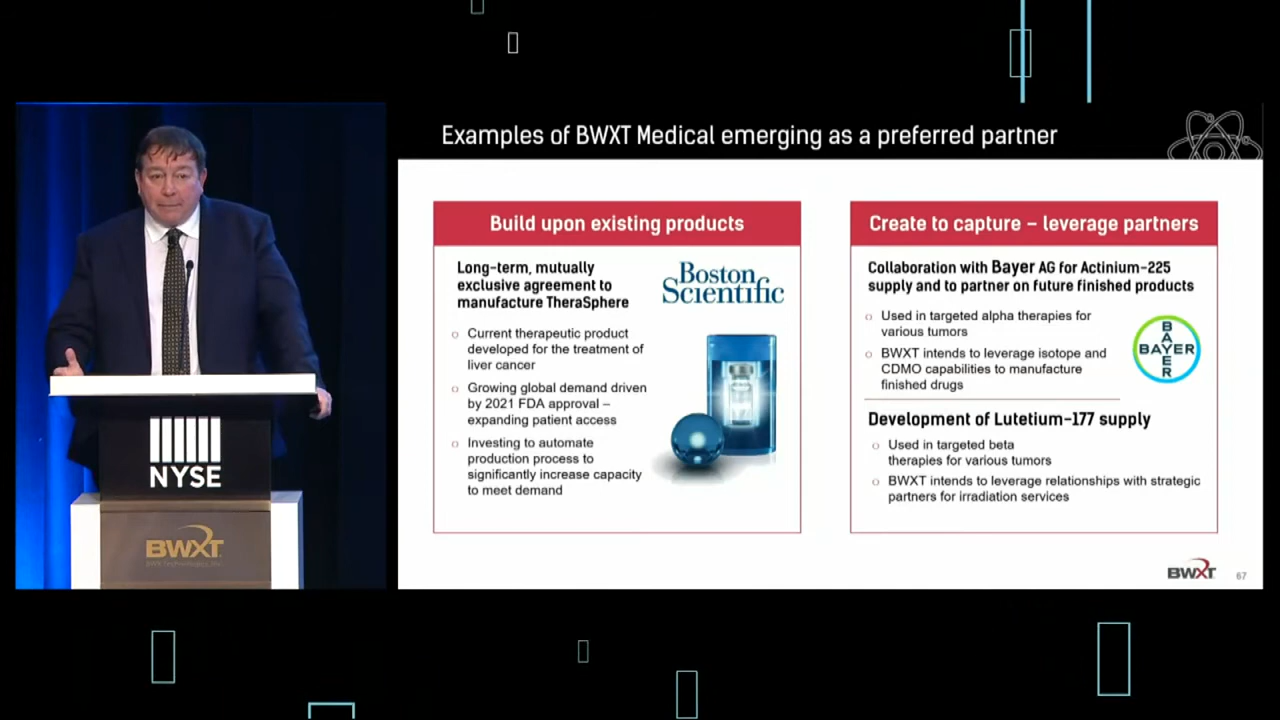 Examples of BWXT Medical emerging as a preferred partner
Build upon existing products
Long-term, mutually
exclusive agreement to
manufacture TheraSphere
Boston
Scientific
Current therapeutic product
developed for the treatment of
liver cancer
Growing global demand driven
by 2021 FDA approval –
expanding patient access
Investing to automate
production process to
significantly increase capacity
to meet demand
Create to capture – leverage partners
Collaboration with Bayer AG for Actinium-225
supply and to partner on future finished products
Used in targeted alpha therapies for
various tumors
BWXT intends to leverage isotope and
CDMO capabilities to manufacture
finished drugs
BAYER
BAYER
Development of Lutetium-177 supply
Used in targeted beta
therapies for various tumors
BWXT intends to leverage relationships with strategic
partners for irradiation services
BWXT
67
NYSE
BWXT
BWX Technologies, Inc.